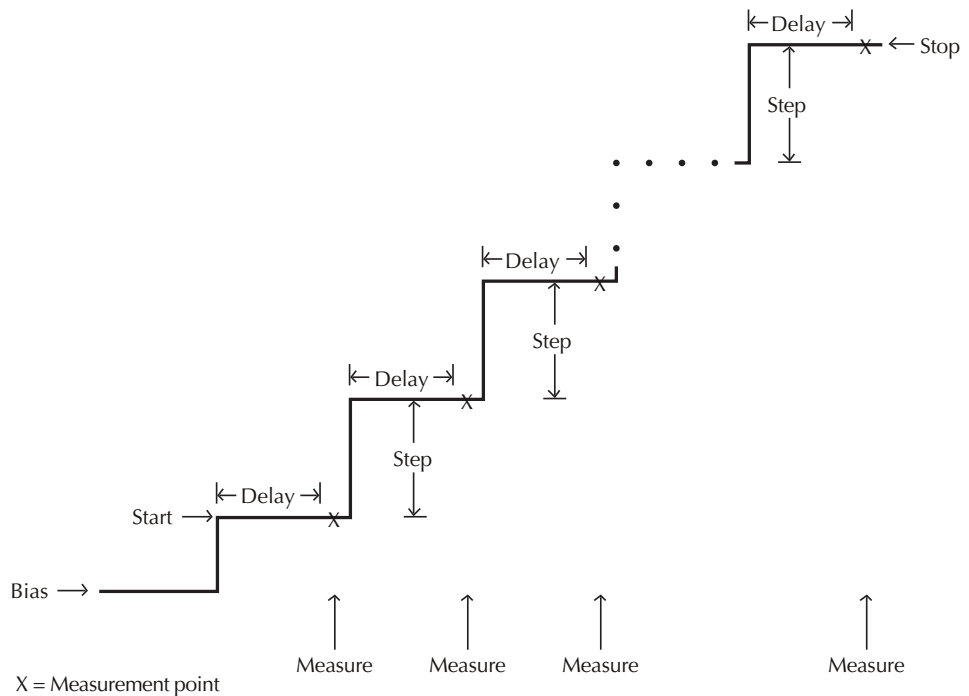 Delay
Stop
Step
Delay
Step
Delay
Step
Delay
Start
X
X
X
X
Bias
Measure Measure Measure Measure
X = Measurement point